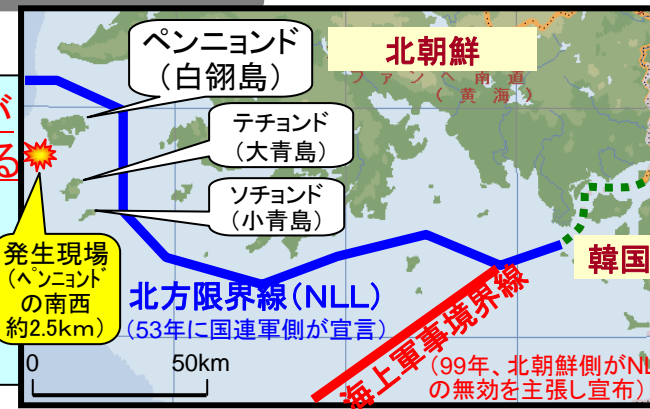 ペンニョンド
（白翎島）
北朝鮮
ファンヘ南道
（黄海）
が
る
テチョンド
（大青島）
ソチョンド
（小青島）
発生現場
（ペンニョンド
の南西
約2.5km）
韓国
北方限界線（NLL）
（53年に国連軍側が宣言）
海上軍事境界線
0 50km
（99年、北朝鮮側がNL
の無効を主張し宣布）